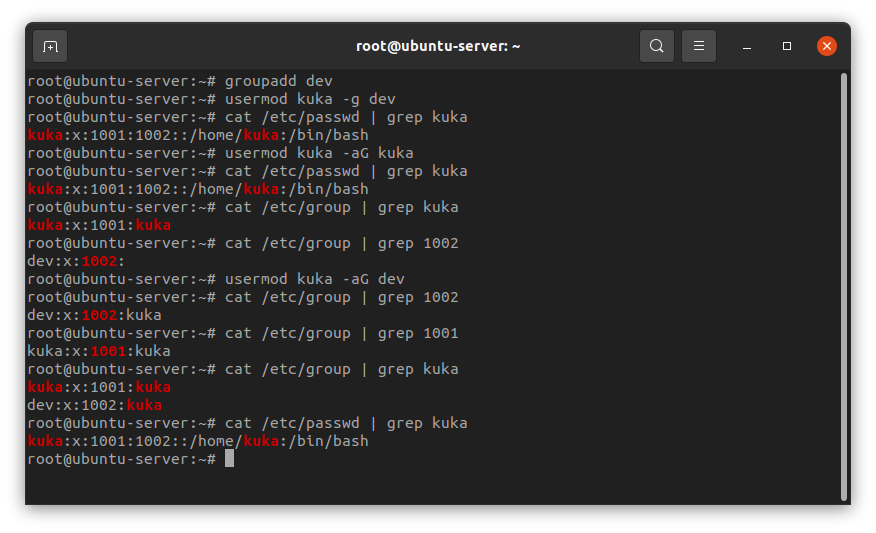 root@ubuntu-server: ~
root@ubuntu-server:~# groupadd dev
root@ubuntu-server:~# usermod kuka -g dev
root@ubuntu-server:~# cat /etc/passwd | grep kuka
kuka:x:1001:1002::/home/kuka:/bin/bash
root@ubuntu-server:~# usermod kuka -aG kuka
root@ubuntu-server:~# cat /etc/passwd | grep kuka
kuka:x:1001:1002::/home/kuka:/bin/bash
root@ubuntu-server:~# cat /etc/group | grep kuka
kuka:x:1001:kuka
root@ubuntu-server:~# cat /etc/group | grep 1002
dev:x:1002:
root@ubuntu-server:~# usermod kuka -aG dev
root@ubuntu-server:~# cat /etc/group | grep 1002
dev:x:1002:kuka
root@ubuntu-server:~# cat /etc/group | grep 1001
kuka:x:1001:kuka
root@ubuntu-server:~# cat /etc/group | grep kuka
kuka:x:1001:kuka
dev:x:1002:kuka
root@ubuntu-server:~# cat /etc/passwd | grep kuka
kuka:x:1001:1002::/home/kuka:/bin/bash
root@ubuntu-server:~#